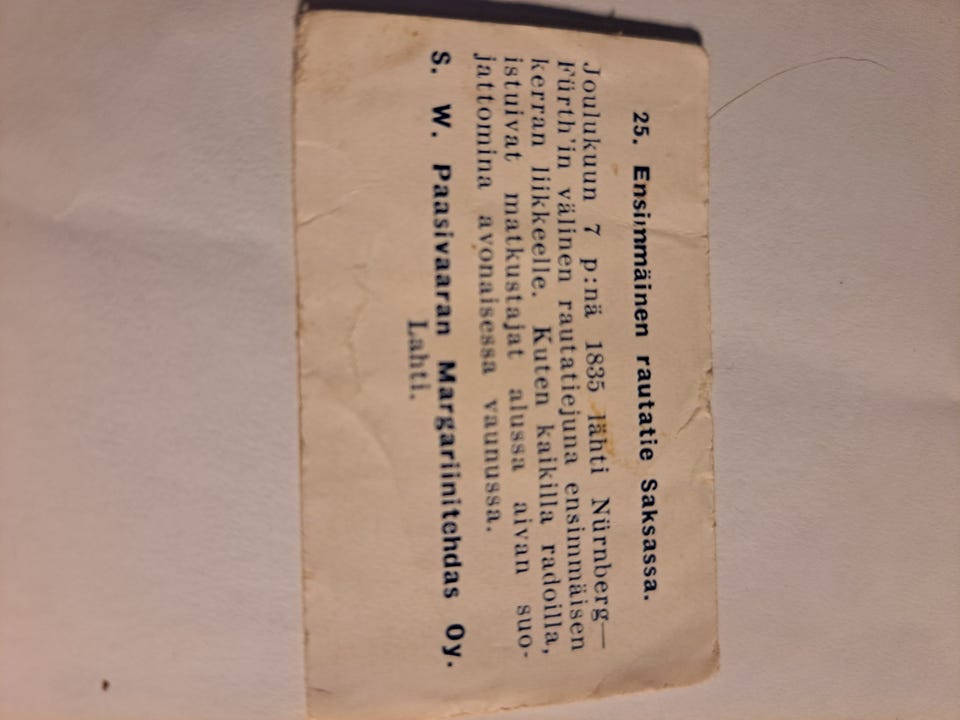 25. Ensimmäinen rautatie Saksassa.
Joulukuun 7 p:nä 1835 lähti Nürnberg—
Fürth'in välinen rautatiejuna ensimmäisen
kerran liikkeelle. Kuten kaikilla radoilla,
istuivat matkustajat alussa aivan suo-
jattomina avonaisessa vaunussa.
S. W. Paasivaaran Margariinitehdas Oy.
Lahti.